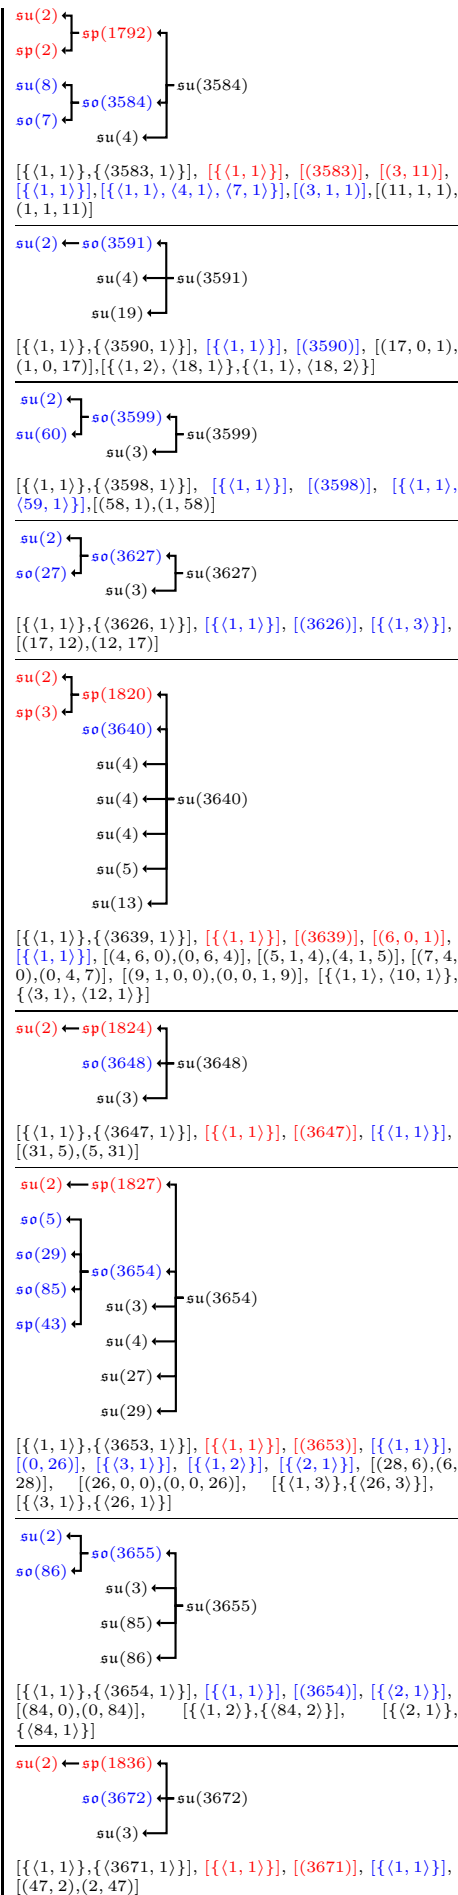 𝔰𝔲(2)
𝔰𝔭(1792)
𝔰𝔭(2)
𝔰𝔲(8)
𝔰𝔲(3584)
𝔰𝔬(3584)
𝔰𝔬(7)
𝔰𝔲(4)
[{⟨1, 1⟩},{⟨3583, 1⟩}], [{⟨1, 1⟩}], [(3583)], [(3, 11)],
[{⟨1, 1⟩}],[{⟨1, 1⟩, ⟨4, 1⟩, ⟨7, 1⟩}],[(3, 1, 1)],[(11, 1, 1),
(1, 1, 11)]
𝔰𝔲(2) 𝔰𝔬(3591)
𝔰𝔲(4) 𝔰𝔲(3591)
𝔰𝔲(19)
[{⟨1, 1⟩},{⟨3590, 1⟩}], [{⟨1, 1⟩}], [(3590)], [(17, 0, 1),
(1, 0, 17)],[{⟨1, 2⟩, ⟨18, 1⟩},{⟨1, 1⟩, ⟨18, 2⟩}]
𝔰𝔲(2)
𝔰𝔬(3599)
𝔰𝔲(60) 𝔰𝔲(3599)
𝔰𝔲(3)
[{⟨1, 1⟩},{⟨3598, 1⟩}], [{⟨1, 1⟩}], [(3598)], [{⟨1, 1⟩,
⟨59, 1⟩}],[(58, 1),(1, 58)]
𝔰𝔲(2)
𝔰𝔬(3627)
𝔰𝔬(27) 𝔰𝔲(3627)
𝔰𝔲(3)
[{⟨1, 1⟩},{⟨3626, 1⟩}], [{⟨1, 1⟩}], [(3626)], [{⟨1, 3⟩}],
[(17, 12),(12, 17)]
𝔰𝔲(2)
𝔰𝔭(1820)
𝔰𝔭(3)
𝔰𝔬(3640)
𝔰𝔲(4)
𝔰𝔲(4) 𝔰𝔲(3640)
𝔰𝔲(4)
𝔰𝔲(5)
𝔰𝔲(13)
[{⟨1, 1⟩},{⟨3639, 1⟩}], [{⟨1, 1⟩}], [(3639)], [(6, 0, 1)],
[{⟨1, 1⟩}], [(4, 6, 0),(0, 6, 4)], [(5, 1, 4),(4, 1, 5)], [(7, 4,
0),(0, 4, 7)], [(9, 1, 0, 0),(0, 0, 1, 9)], [{⟨1, 1⟩, ⟨10, 1⟩},
{⟨3, 1⟩, ⟨12, 1⟩}]
𝔰𝔲(2) 𝔰𝔭(1824)
𝔰𝔬(3648) 𝔰𝔲(3648)
𝔰𝔲(3)
[{⟨1, 1⟩},{⟨3647, 1⟩}], [{⟨1, 1⟩}], [(3647)], [{⟨1, 1⟩}],
[(31, 5),(5, 31)]
𝔰𝔲(2) 𝔰𝔭(1827)
𝔰𝔬(5)
𝔰𝔬(29)
𝔰𝔬(3654)
𝔰𝔬(85)
𝔰𝔲(3654)
𝔰𝔲(3)
𝔰𝔭(43)
𝔰𝔲(4)
𝔰𝔲(27)
𝔰𝔲(29)
[{⟨1, 1⟩},{⟨3653, 1⟩}], [{⟨1, 1⟩}], [(3653)], [{⟨1, 1⟩}],
[(0, 26)], [{⟨3, 1⟩}], [{⟨1, 2⟩}], [{⟨2, 1⟩}], [(28, 6),(6,
28)], [(26, 0, 0),(0, 0, 26)], [{⟨1, 3⟩},{⟨26, 3⟩}],
[{⟨3, 1⟩},{⟨26, 1⟩}]
𝔰𝔲(2)
𝔰𝔬(3655)
𝔰𝔬(86)
𝔰𝔲(3)
𝔰𝔲(3655)
𝔰𝔲(85)
𝔰𝔲(86)
[{⟨1, 1⟩},{⟨3654, 1⟩}], [{⟨1, 1⟩}], [(3654)], [{⟨2, 1⟩}],
[(84, 0),(0, 84)], [{⟨1, 2⟩},{⟨84, 2⟩}], [{⟨2, 1⟩},
{⟨84, 1⟩}]
𝔰𝔲(2) 𝔰𝔭(1836)
𝔰𝔬(3672) 𝔰𝔲(3672)
𝔰𝔲(3)
[{⟨1, 1⟩},{⟨3671, 1⟩}], [{⟨1, 1⟩}], [(3671)], [{⟨1, 1⟩}],
[(47, 2),(2, 47)]